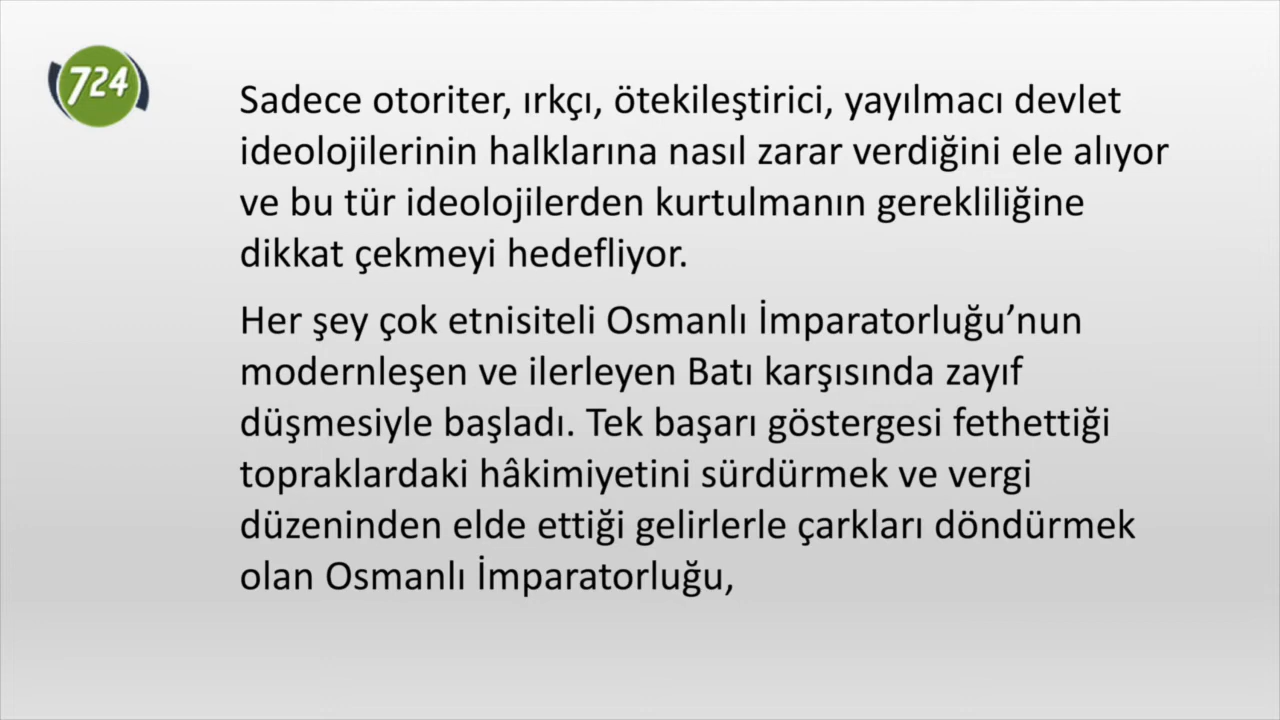 724
Sadece otoriter, ırkçı, ötekileştirici, yayılmacı devlet
ideolojilerinin halklarına nasıl zarar verdiğini ele alıyor
ve bu tür ideolojilerden kurtulmanın gerekliliğine
dikkat çekmeyi hedefliyor.
Her şey çok etnisiteli Osmanlı İmparatorluğu’nun
modernleşen ve ilerleyen Batı karşısında zayıf
düşmesiyle başladı. Tek başarı göstergesi fethettiği
topraklardaki hâkimiyetini sürdürmek ve vergi
düzeninden elde ettiği gelirlerle çarkları döndürmek
olan Osmanlı İmparatorluğu,